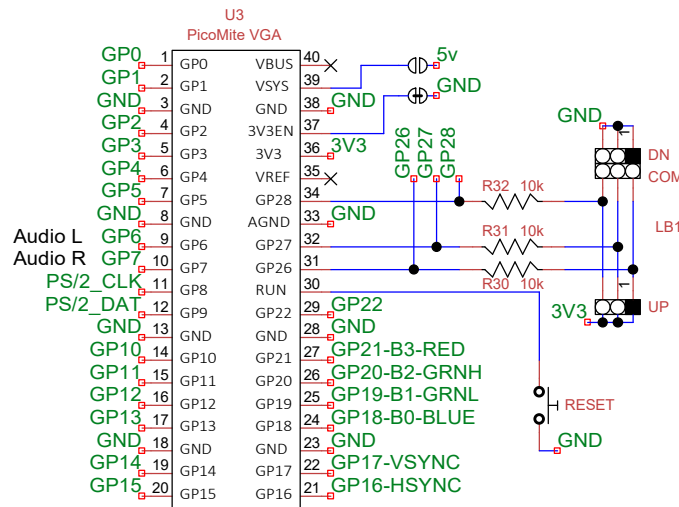 U3
PicoMite VGA
GP0 1 GP0 VBUS 40
5v
GP1 2 GP1 VSYS 39
GND 3 GND GND 38 GND
GND
GP2 4 GP2 3V3EN 37
GP3 5 GP3 3V3 36 3V3
GP4 6 GP4 VREF 35
GP5 7 GP5 GP28 34
GND 8 GND AGND 33 GND
Audio L GP6 9 GP6 GP27 32
Audio R GP7 10 GP7 GP26 31
PS/2_CLK 11 GP8 RUN 30
PS/2_DAT 12 GP9 GP22 29 GP22
GND 13 GND GND 28 GND
GP10 14 GP10 GP21 27 GP21-B3-RED
GP11 15 GP11 GP20 26 GP20-B2-GRNH
GP12 16 GP12 GP19 25 GP19-B1-GRNL
GP13 17 GP13 GP18 24 GP18-B0-BLUE
GND 18 GND GND 23 GND
GP14 19 GP14 GP17 22 GP17-VSYNC
GP15 20 GP15 GP16 21 GP16-HSYNC
GP26
GP27
GP28
R32 10k
R31 10k
R30 10k
GND
1
DN
COM
LB1
1
UP
3V3
RESET
GND